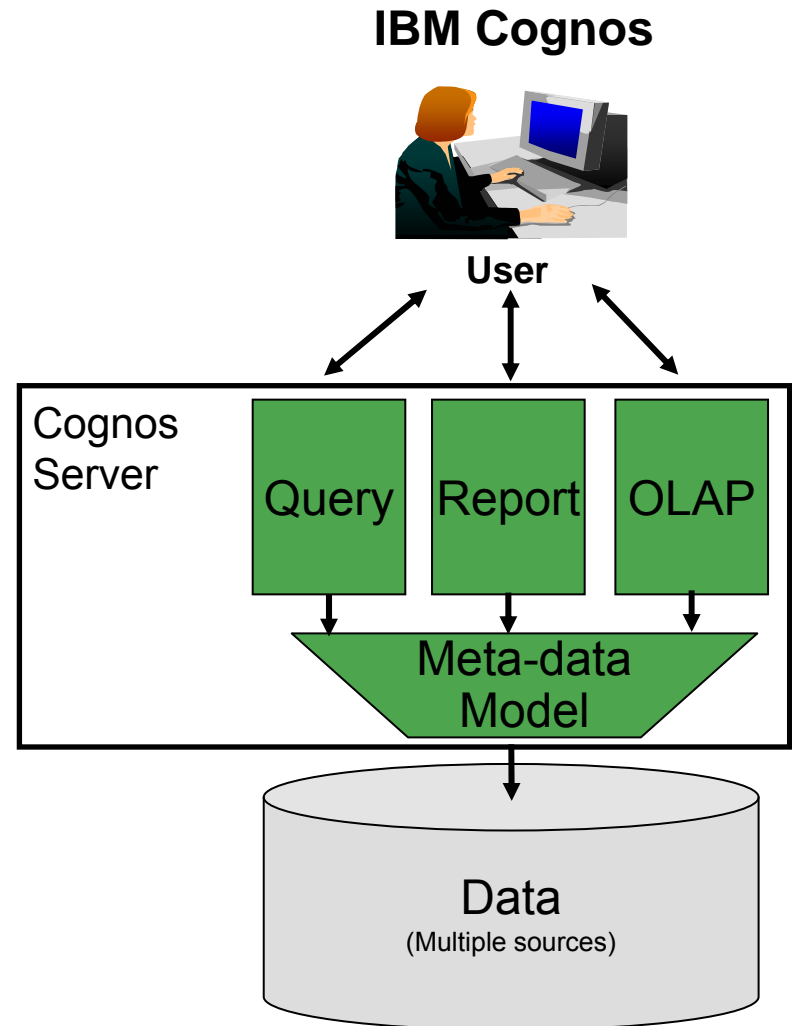 IBM Cognos
User
Cognos
Server
Query
Report
OLAP
Meta-data
Model
Data
(Multiple sources)